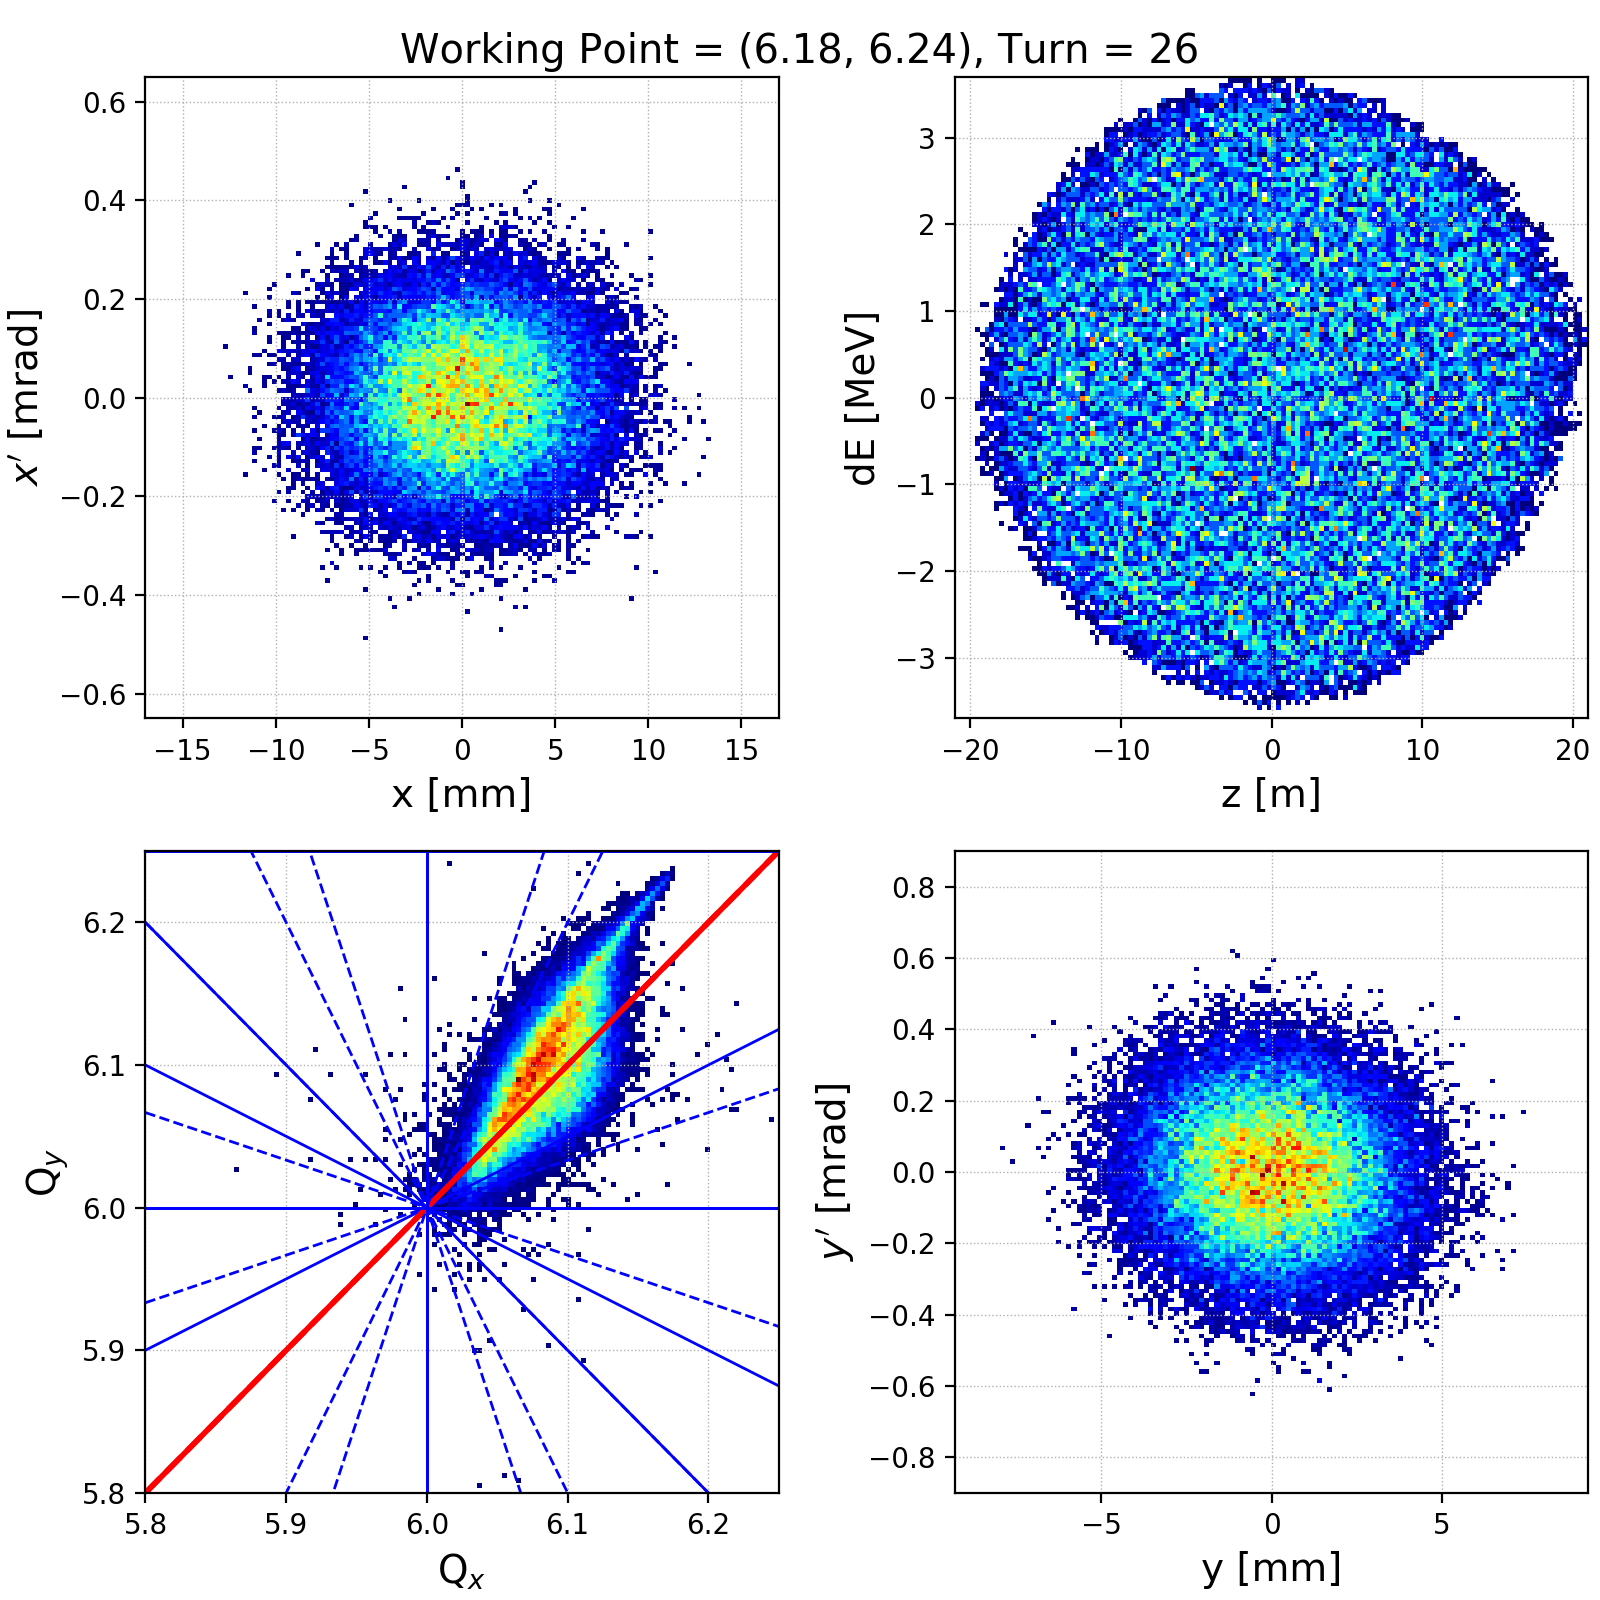 Working Point = (6.18, 6.24), Turn = 26
0.6
0.4
0.2
0.0
−0.2
−0.4
−0.6
x′ [mrad]
−15 −10 −5 0 5 10 15
x [mm]
3
2
1
0
−1
−2
−3
dE [MeV]
−20 −10 0 10 20
z [m]
6.2
6.1
6.0
5.9
5.8
Qy
5.8 5.9 6.0 6.1 6.2
Qx
0.8
0.6
0.4
0.2
0.0
−0.2
−0.4
−0.6
−0.8
y′ [mrad]
−5 0 5
y [mm]